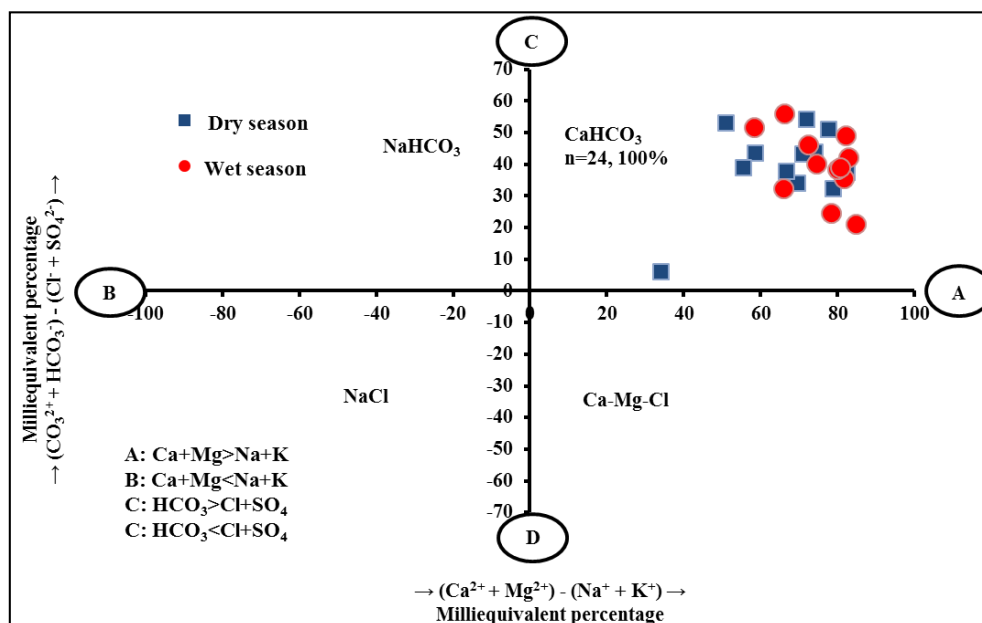 C
70
60
50
40
30
20
10
0
-10
-20
-30
-40
-50
-60
-70
Dry season
Wet season
NaHCO₃
CaHCO₃
n=24, 100%
B
A
-100 -80 -60 -40 -20 0 20 40 60 80 100
NaCl
Ca-Mg-Cl
A: Ca+Mg>Na+K
B: Ca+Mg<Na+K
C: HCO₃>Cl+SO₄
C: HCO₃<Cl+SO₄
D
Milliequivalent percentage
→ (CO₃²⁺ + HCO₃⁻) - (Cl⁻ + SO₄²⁻) →
→ (Ca²⁺ + Mg²⁺) - (Na⁺ + K⁺) →
Milliequivalent percentage